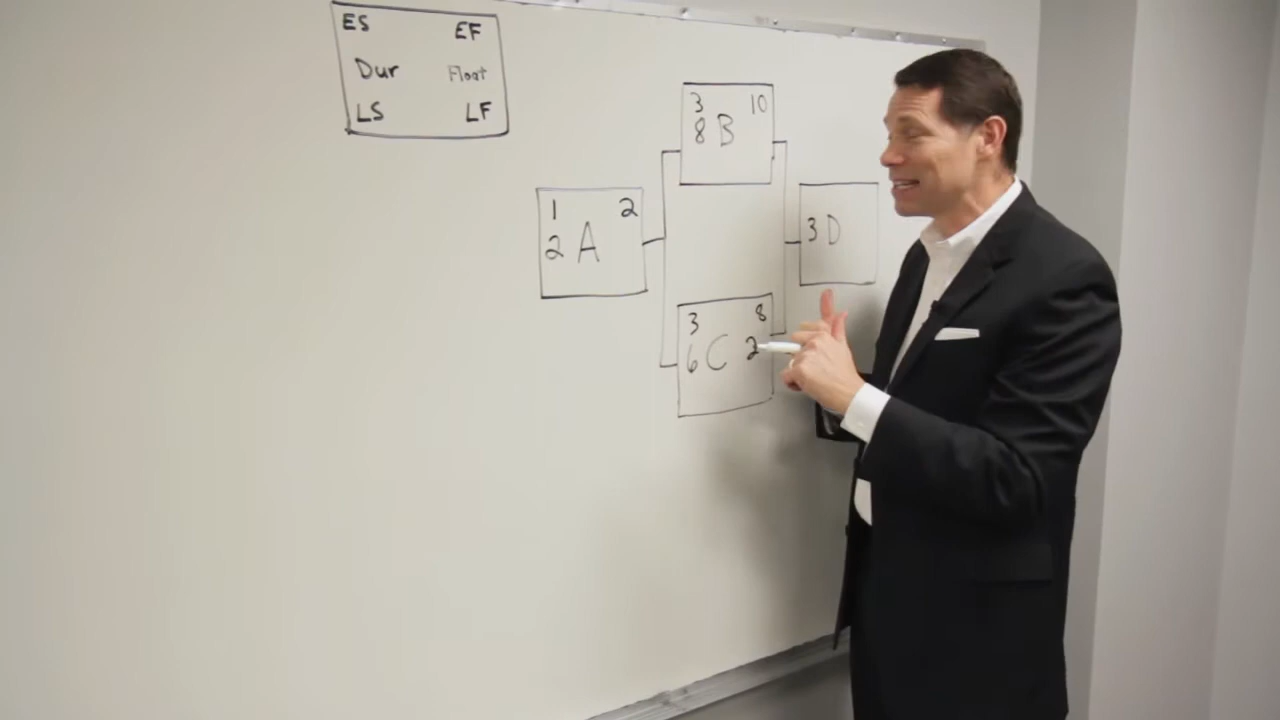 ES EF
Dur Float
LS LF
3 10
8 B
1 2
2 A
3 D
3 8
6 C 2